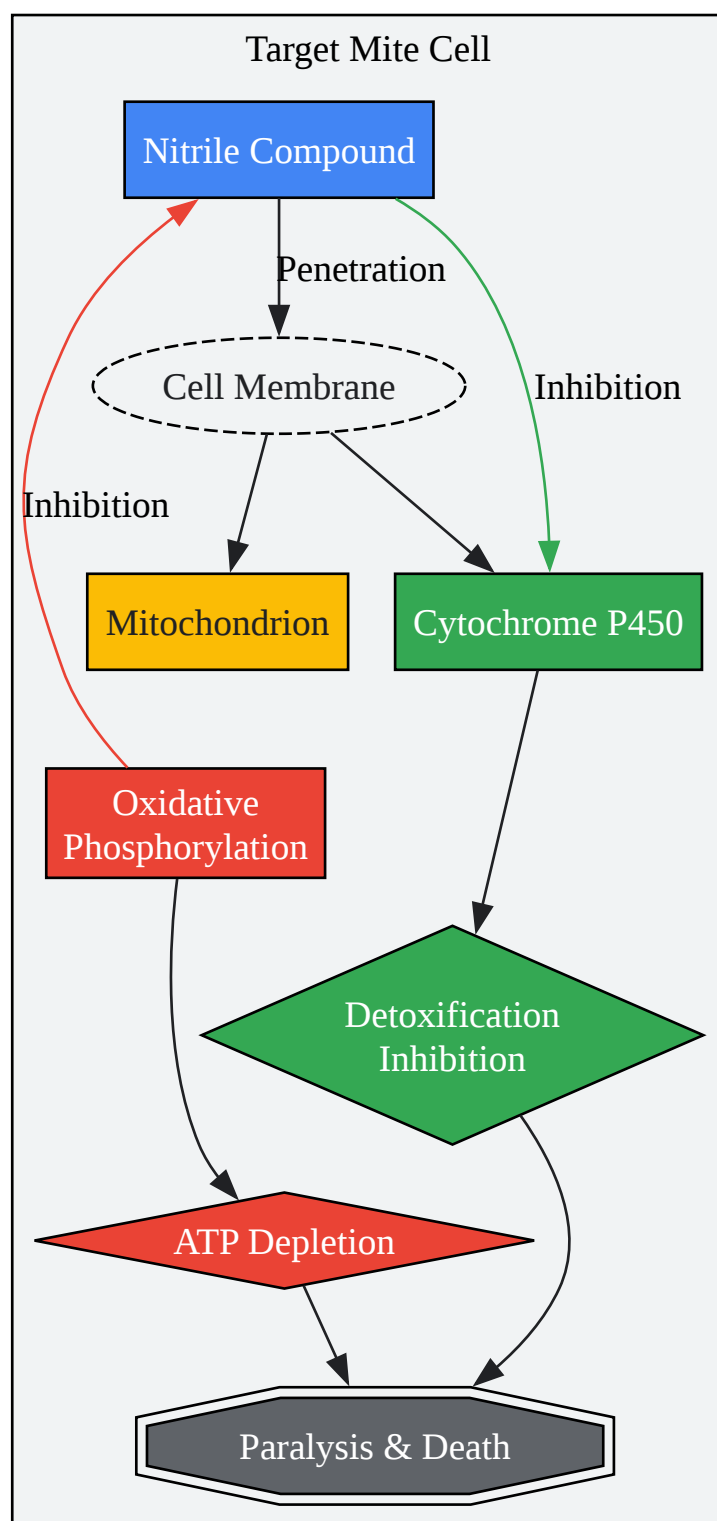 Target Mite Cell
Nitrile Compound
Penetration
Cell Membrane
Inhibition
Inhibition
Mitochondrion
Cytochrome P450
Oxidative
Phosphorylation
Detoxification
Inhibition
ATP Depletion
Paralysis & Death